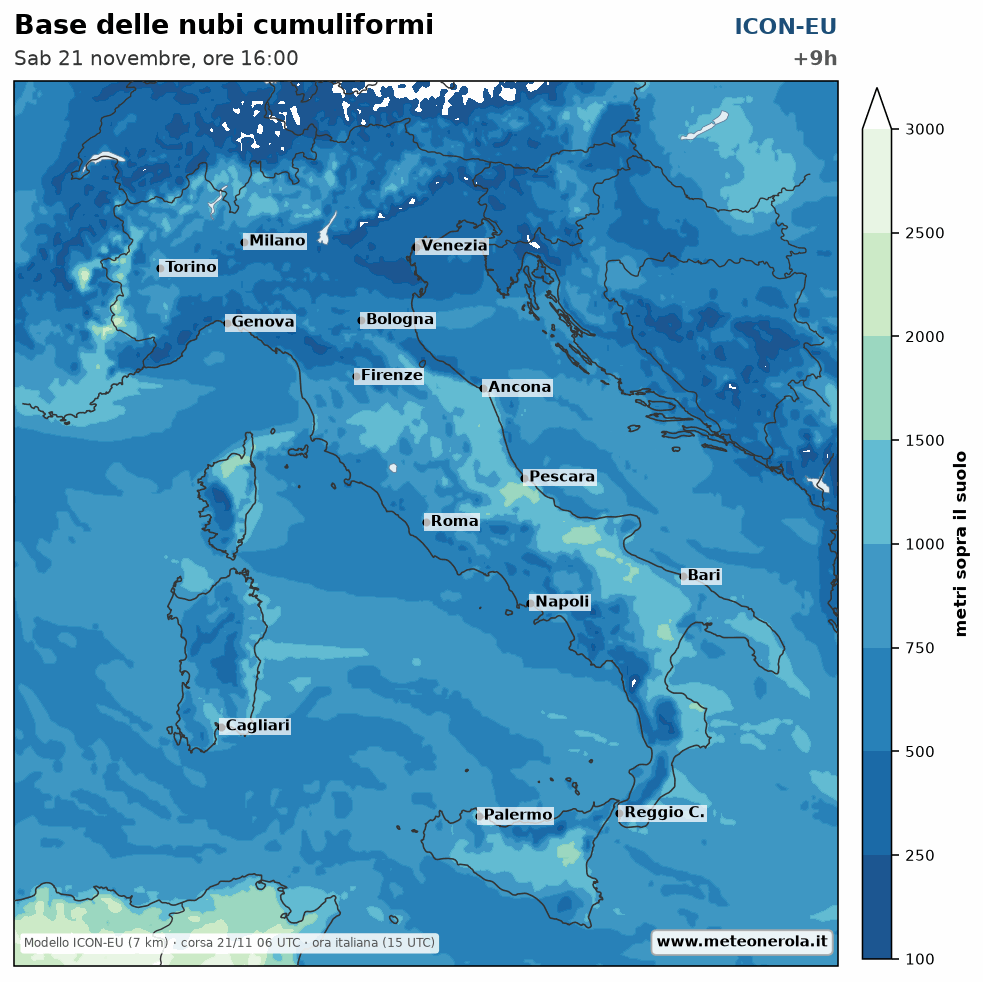 Base delle nubi cumuliformi
ICON-EU
Sab 21 novembre, ore 16:00
+9h
3000
2500
2000
1500
1000
750
500
250
100
metri sopra il suolo
Milano
Venezia
Torino
Genova
Bologna
Firenze
Ancona
Pescara
Roma
Bari
Napoli
Cagliari
Palermo
Reggio C.
Modello ICON-EU (7 km) · corsa 21/11 06 UTC · ora italiana (15 UTC)
www.meteonerola.it